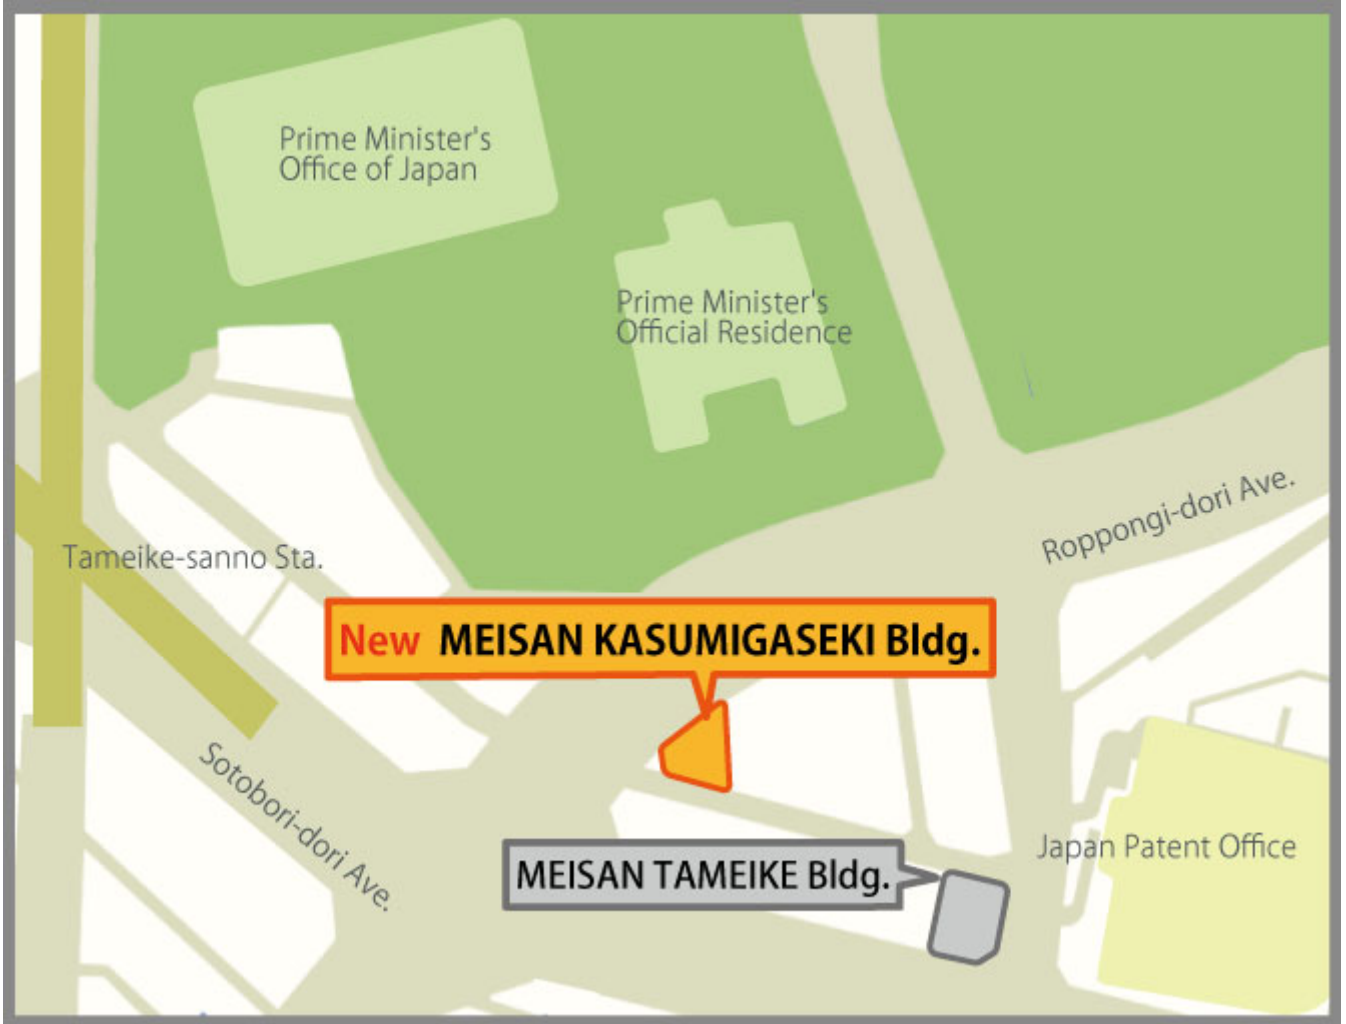 Prime Minister's
Office of Japan
Prime Minister's
Official Residence
Roppongi-dori Ave.
Tameike-sanno Sta.
New MEISAN KASUMIGASEKI Bldg.
Sotobori-dori Ave.
Japan Patent Office
MEISAN TAMEIKE Bldg.